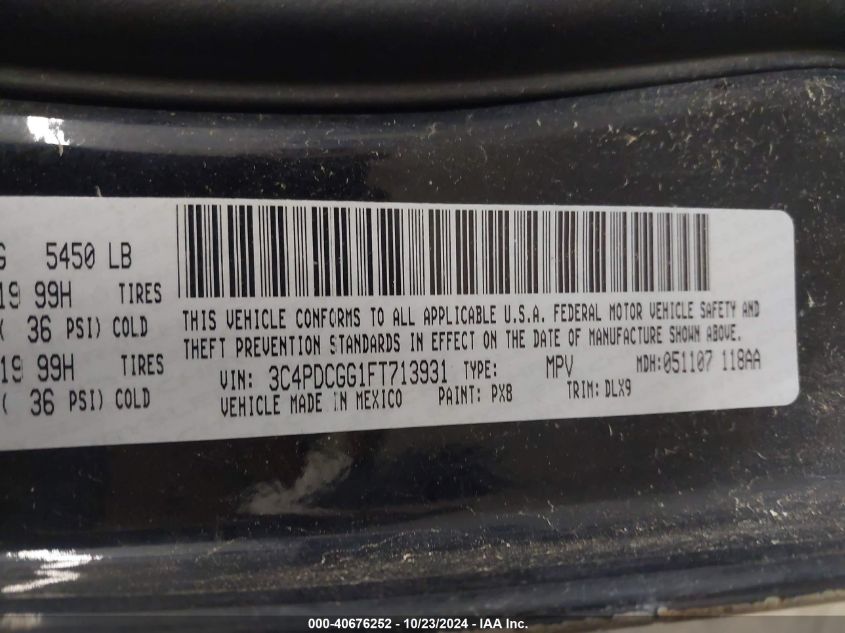 G 5450 LB
19 99H TIRES
( 36 PSI) COLD
19 99H TIRES
( 36 PSI) COLD
THIS VEHICLE CONFORMS TO ALL APPLICABLE U.S.A. FEDERAL MOTOR VEHICLE SAFETY AND
THEFT PREVENTION STANDARDS IN EFFECT ON THE DATE OF MANUFACTURE SHOWN ABOVE.
VIN: 3C4PDCGG1FT713931 TYPE: MPV MDH:051107 118AA
VEHICLE MADE IN MEXICO PAINT: PX8 TRIM: DLX9
000-40676252 - 10/23/2024 - IAA Inc.